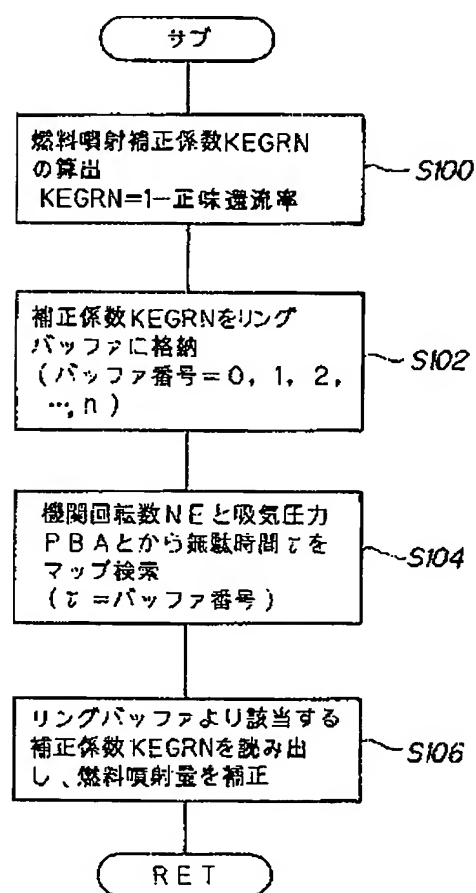 サブ
燃料噴射補正係数KEGRN
の算出
KEGRN=1-正味還流率
S100
補正係数KEGRNをリング
バッファに格納
(バッファ番号=0, 1, 2,
…, n)
S102
機関回転数NEと吸気圧力
PBAとから無駄時間τを
マップ検索
(τ=バッファ番号)
S104
リングバッファより該当する
補正係数KEGRNを読み出
し、燃料噴射量を補正
S106
RET